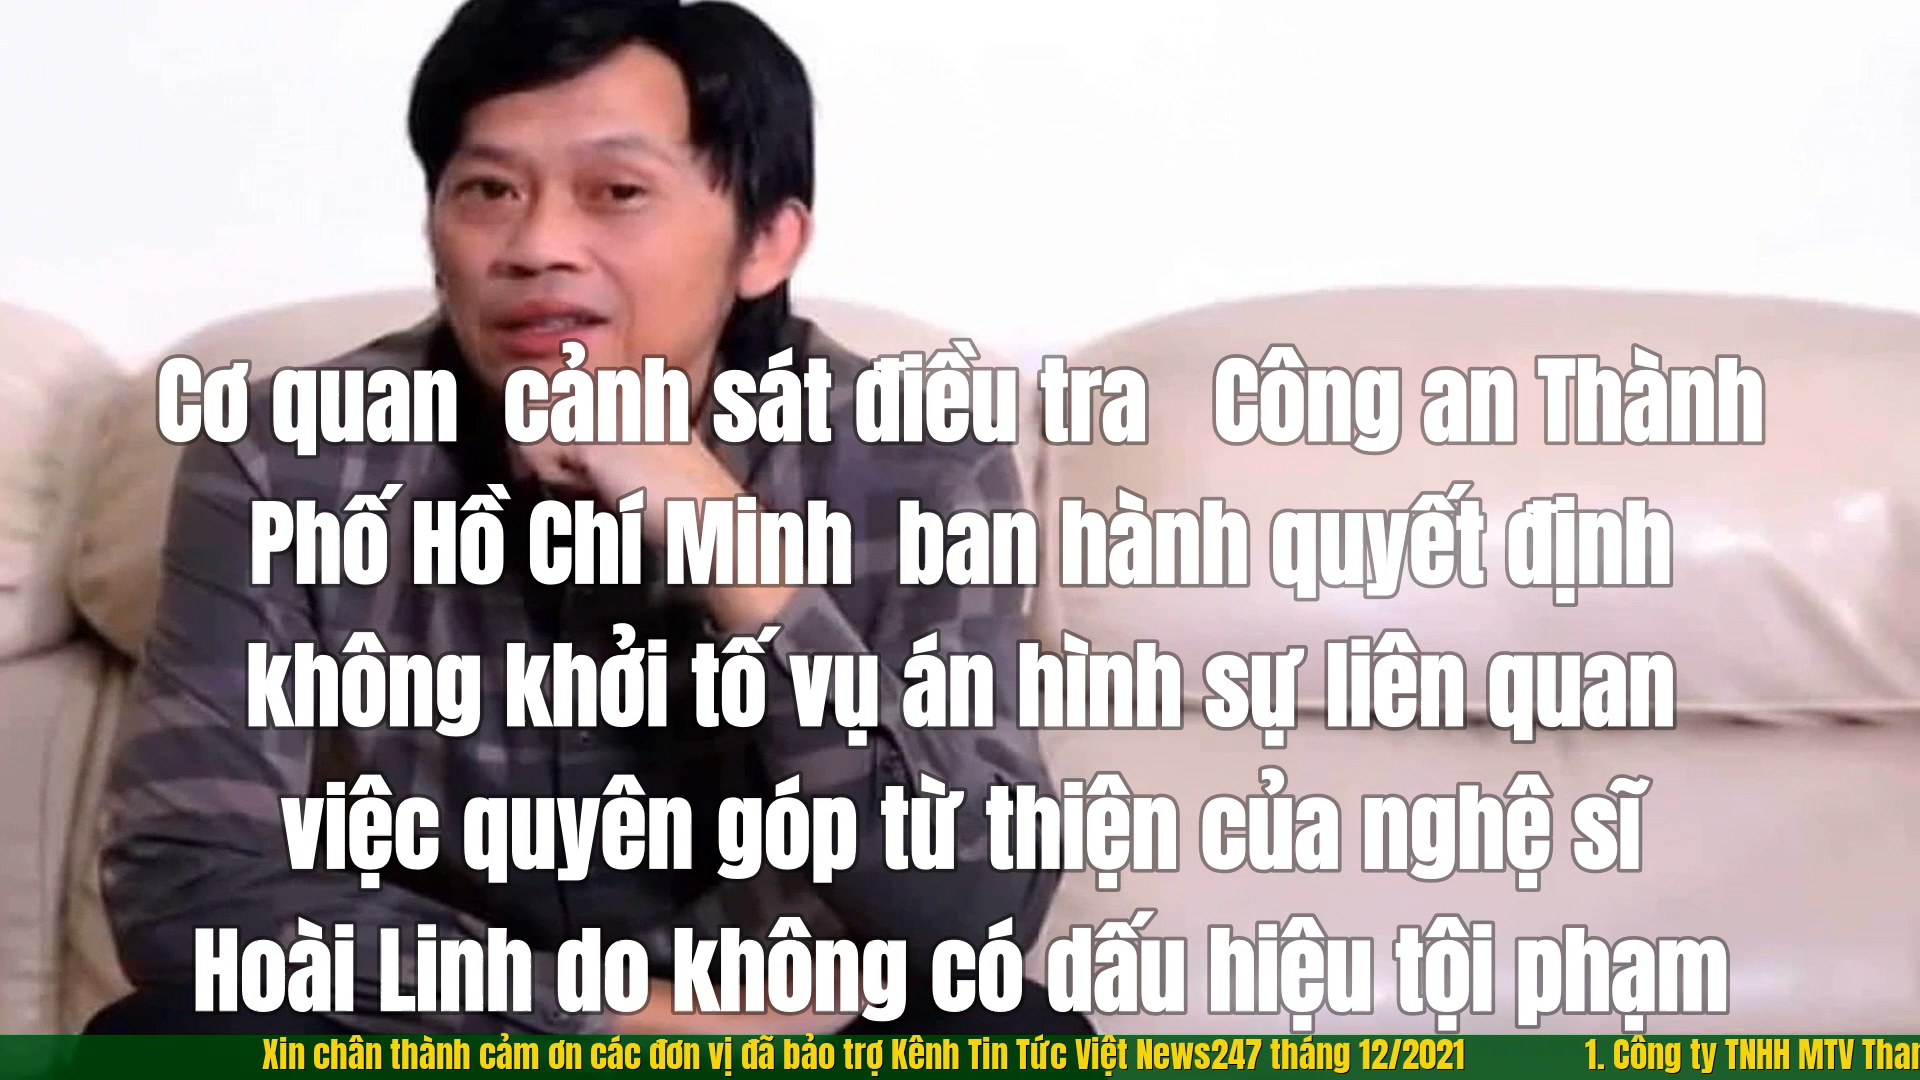 Cơ quan cảnh sát điều tra Công an Thành
Phố Hồ Chí Minh ban hành quyết định
không khởi tố vụ án hình sự liên quan
việc quyên góp từ thiện của nghệ sĩ
Hoài Linh do không có dấu hiệu tội phạm
Xin chân thành cảm ơn các đơn vị đã bảo trợ Kênh Tin Tức Việt News247 tháng 12/2021 1. Công ty TNHH MTV